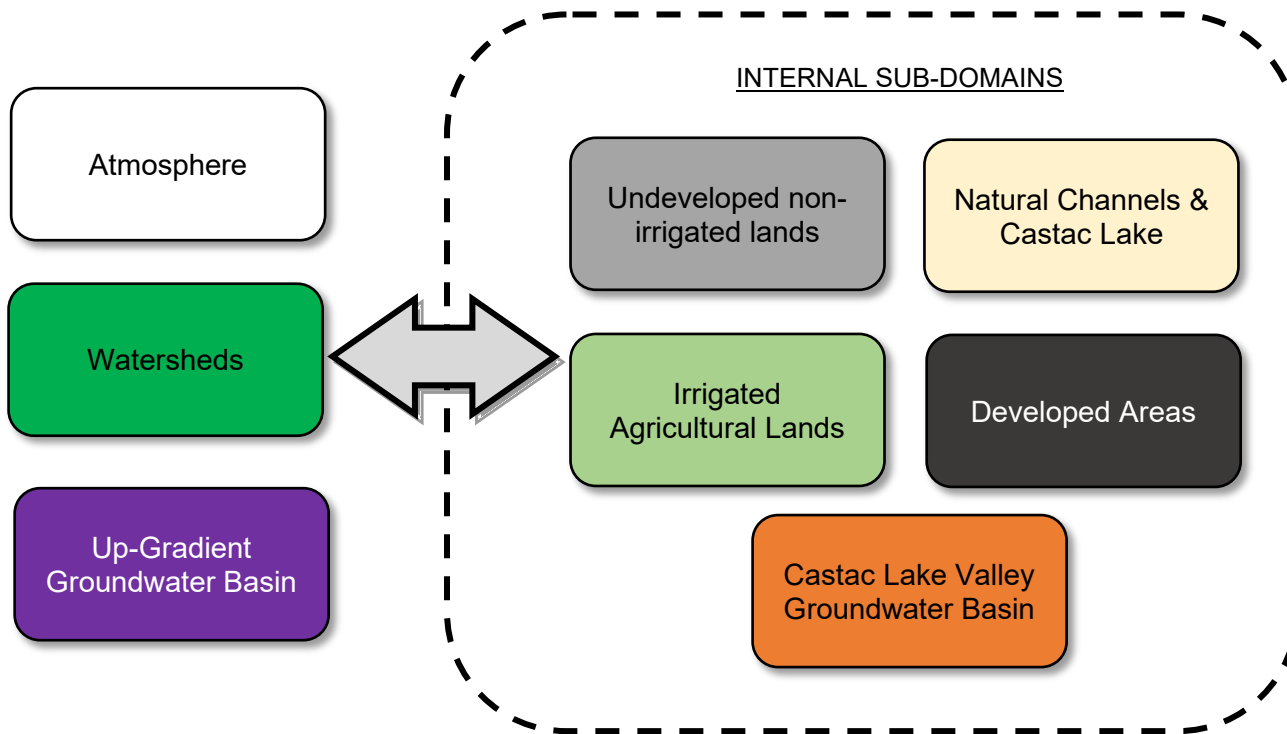 INTERNAL SUB-DOMAINS
Atmosphere
Undeveloped non-
irrigated lands
Natural Channels &
Castac Lake
Watersheds
Irrigated
Agricultural Lands
Developed Areas
Up-Gradient
Groundwater Basin
Castac Lake Valley
Groundwater Basin